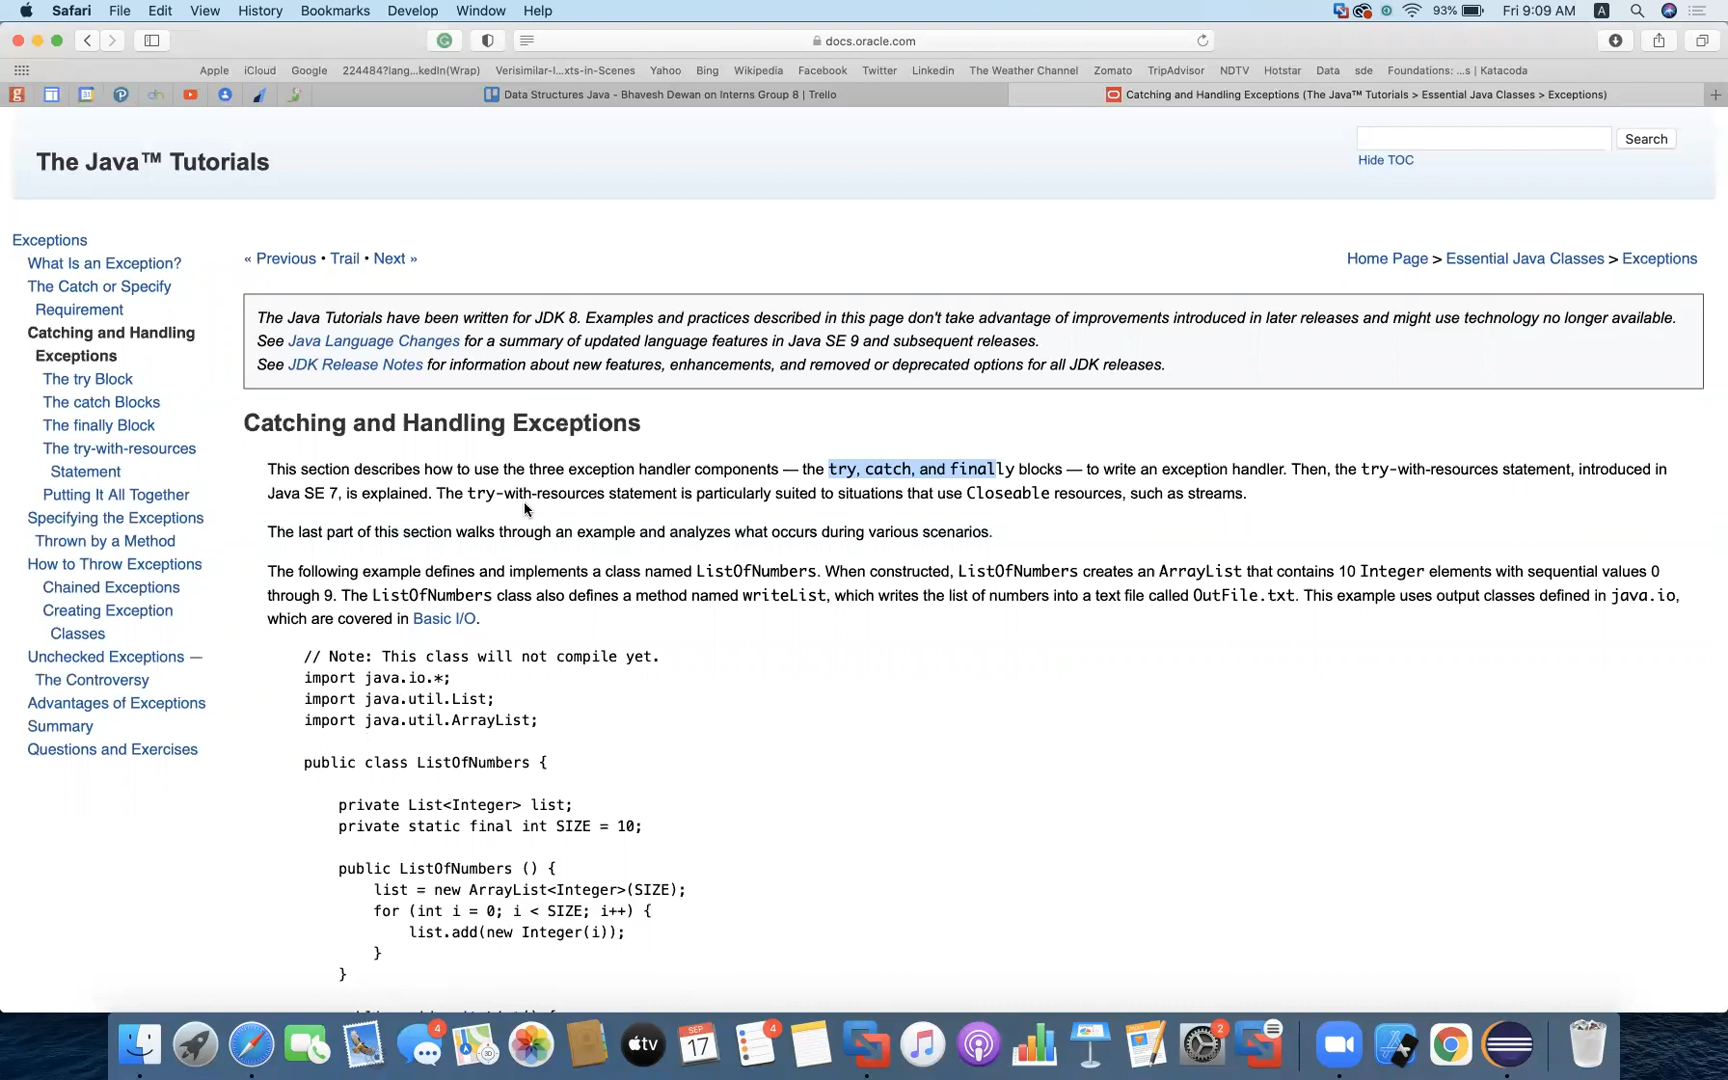 Safari File Edit View History Bookmarks Develop Window Help 93% Fri 9:09 AM A
docs.oracle.com
Apple iCloud Google 224484?lang...kedIn(Wrap) Verisimilar-I...xts-in-Scenes Yahoo Bing Wikipedia Facebook Twitter Linkedin The Weather Channel Zomato TripAdvisor NDTV Hotstar Data sde Foundations: ...s | Katacoda
Data Structures Java - Bhavesh Dewan on Interns Group 8 | Trello Catching and Handling Exceptions (The Java™ Tutorials > Essential Java Classes > Exceptions)
The Java™ Tutorials
Search
Hide TOC
Exceptions
What Is an Exception?
The Catch or Specify
Requirement
Catching and Handling
Exceptions
The try Block
The catch Blocks
The finally Block
The try-with-resources
Statement
Putting It All Together
Specifying the Exceptions
Thrown by a Method
How to Throw Exceptions
Chained Exceptions
Creating Exception
Classes
Unchecked Exceptions —
The Controversy
Advantages of Exceptions
Summary
Questions and Exercises
« Previous • Trail • Next »
Home Page > Essential Java Classes > Exceptions
The Java Tutorials have been written for JDK 8. Examples and practices described in this page don't take advantage of improvements introduced in later releases and might use technology no longer available.
See Java Language Changes for a summary of updated language features in Java SE 9 and subsequent releases.
See JDK Release Notes for information about new features, enhancements, and removed or deprecated options for all JDK releases.
Catching and Handling Exceptions
This section describes how to use the three exception handler components — the try, catch, and finally blocks — to write an exception handler. Then, the try-with-resources statement, introduced in
Java SE 7, is explained. The try-with-resources statement is particularly suited to situations that use Closeable resources, such as streams.
The last part of this section walks through an example and analyzes what occurs during various scenarios.
The following example defines and implements a class named ListOfNumbers. When constructed, ListOfNumbers creates an ArrayList that contains 10 Integer elements with sequential values 0
through 9. The ListOfNumbers class also defines a method named writeList, which writes the list of numbers into a text file called OutFile.txt. This example uses output classes defined in java.io,
which are covered in Basic I/O.
// Note: This class will not compile yet.
import java.io.*;
import java.util.List;
import java.util.ArrayList;
public class ListOfNumbers {
private List<Integer> list;
private static final int SIZE = 10;
public ListOfNumbers () {
list = new ArrayList<Integer>(SIZE);
for (int i = 0; i < SIZE; i++) {
list.add(new Integer(i));
}
}
4 3D tv SEP 17 4 2